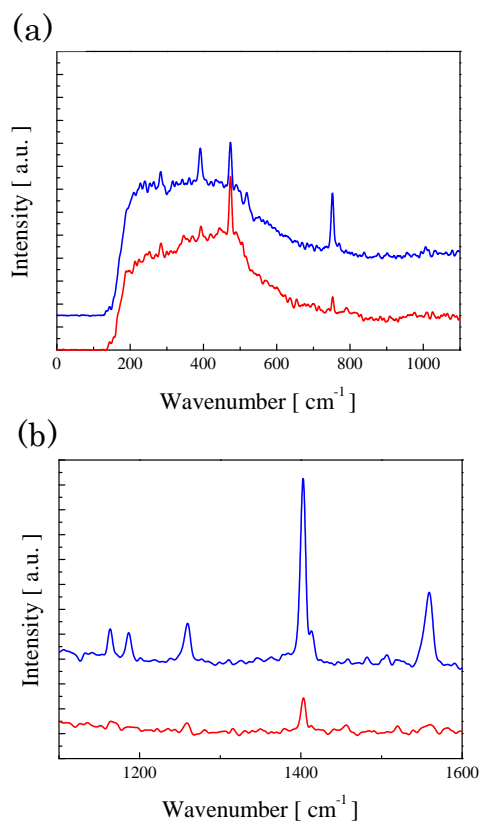 (a)
Intensity [ a.u. ]
0 200 400 600 800 1000
Wavenumber [ cm⁻¹ ]
(b)
Intensity [ a.u. ]
1200 1400 1600
Wavenumber [ cm⁻¹ ]